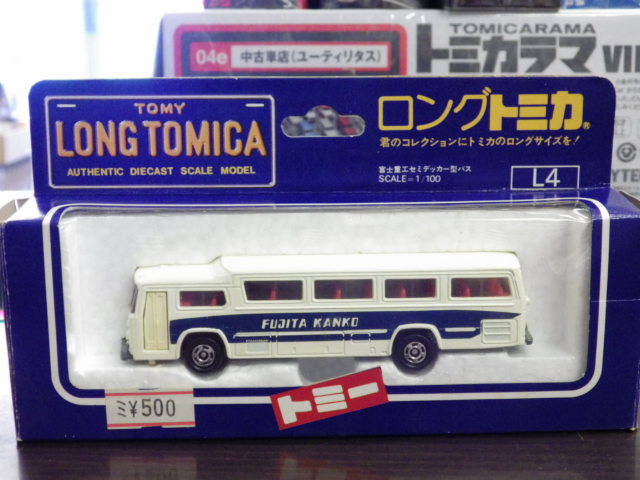 TOMICARAMA
トミカラマ VII
04e 中古車店(ユーティリタス)
TOMY
LONG TOMICA
AUTHENTIC DIECAST SCALE MODEL
ロングトミカ®
君のコレクションにトミカのロングサイズを!
富士重工セミデッカー型バス
SCALE=1/100
L4
FUJITA KANKO
ミ¥500
トミー